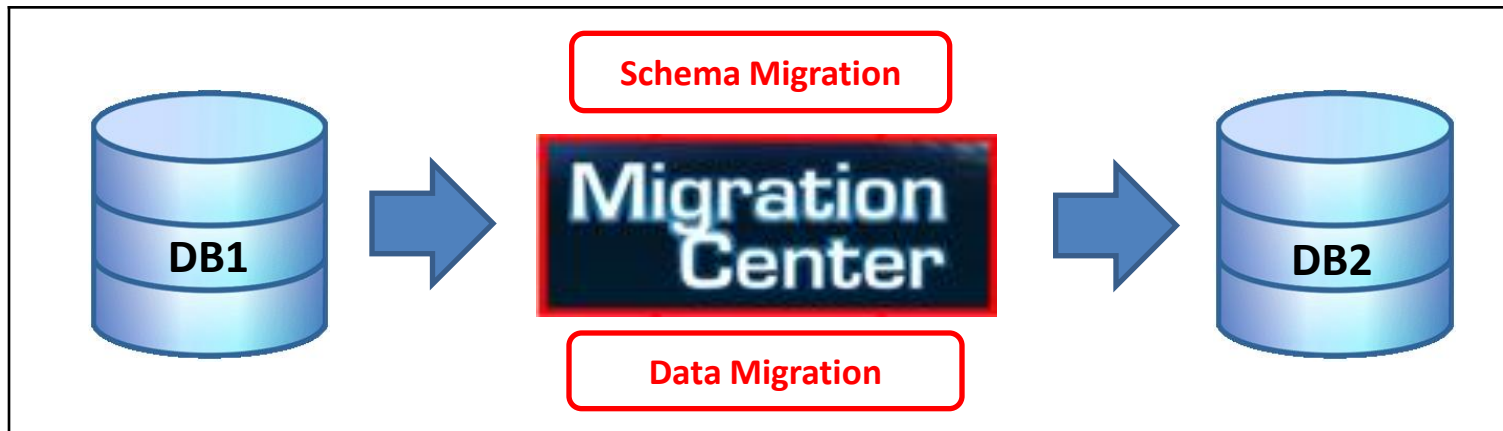 Schema Migration
DB1
Migration
Center
DB2
Data Migration